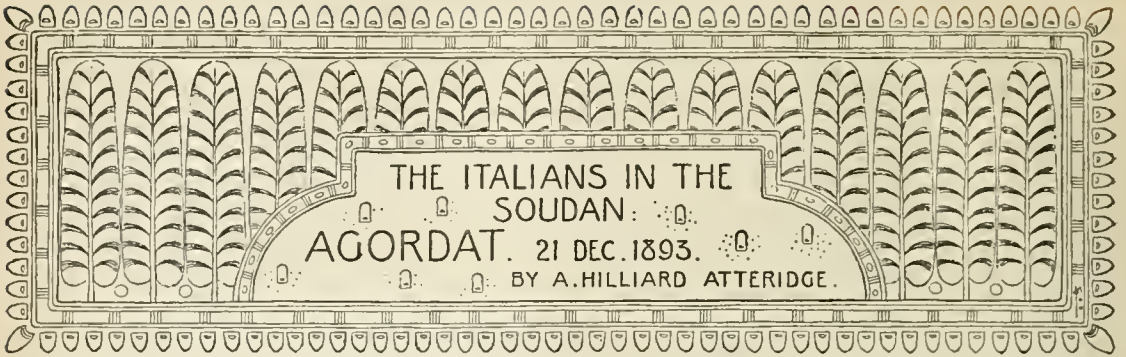 THE ITALIANS IN THE
SOUDAN:
AGORDAT. 21 DEC. 1893.
BY A. HILLIARD ATTERIDGE.